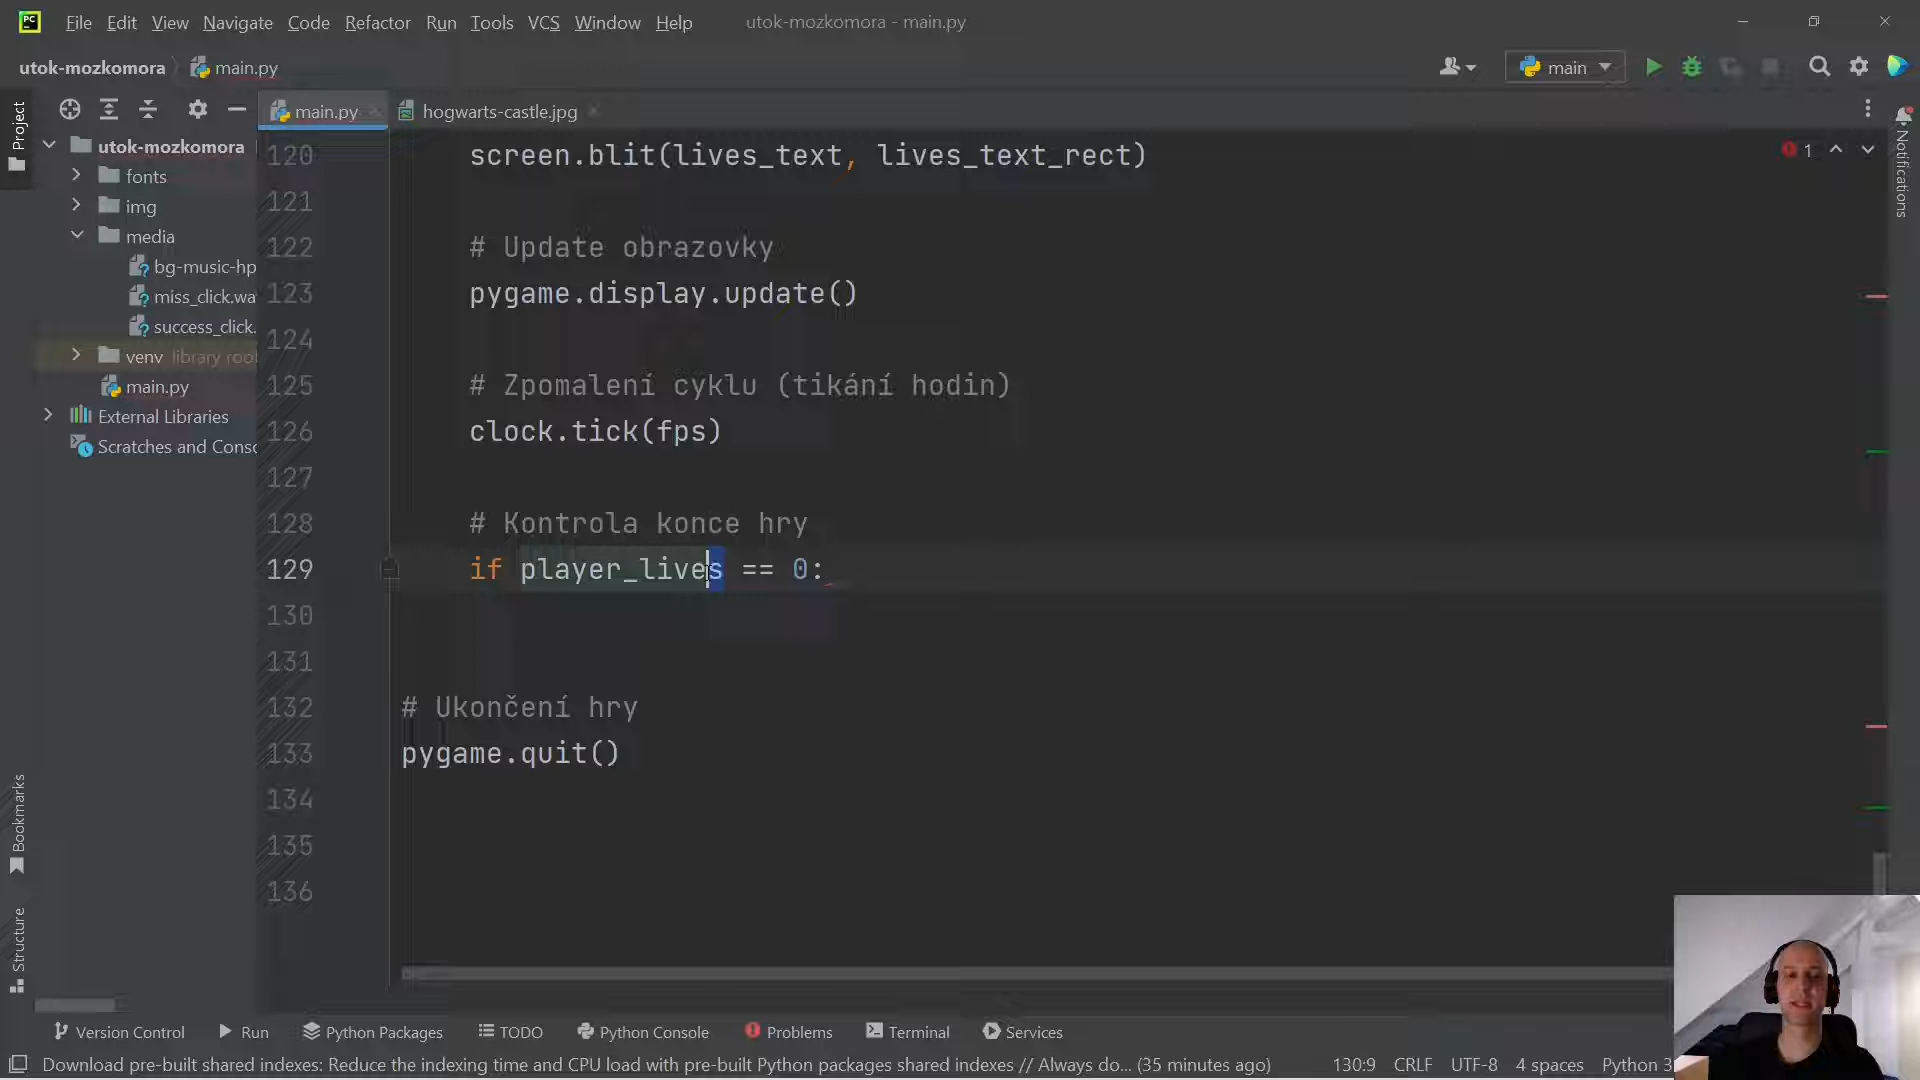 PC File Edit View Navigate Code Refactor Run Tools VCS Window Help utok-mozkomora - main.py
utok-mozkomora main.py main
Project
main.py hogwarts-castle.jpg
utok-mozkomora
fonts
img
media
bg-music-hp
miss_click.wa
success_click.
venv library roo
main.py
External Libraries
Scratches and Conso
120 screen.blit(lives_text, lives_text_rect)
121
122 # Update obrazovky
123 pygame.display.update()
124
125 # Zpomalení cyklu (tikání hodin)
126 clock.tick(fps)
127
128 # Kontrola konce hry
129 if player_lives == 0:
130
131
132 # Ukončení hry
133 pygame.quit()
134
135
136
1
Notifications
Bookmarks
Structure
Version Control Run Python Packages TODO Python Console Problems Terminal Services
Download pre-built shared indexes: Reduce the indexing time and CPU load with pre-built Python packages shared indexes // Always do... (35 minutes ago) 130:9 CRLF UTF-8 4 spaces Python 3